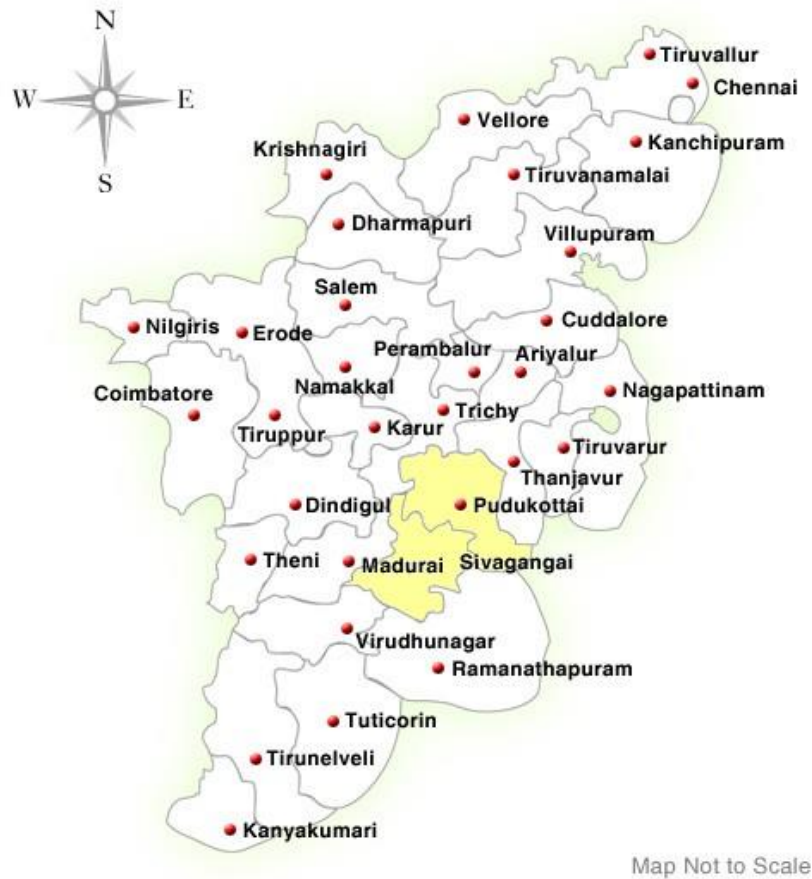 N
W E
S
Tiruvallur
Chennai
Vellore
Kanchipuram
Krishnagiri
Tiruvanamalai
Dharmapuri
Villupuram
Salem
Nilgiris
Erode
Cuddalore
Perambalur
Ariyalur
Namakkal
Coimbatore
Nagapattinam
Trichy
Tiruppur
Karur
Tiruvarur
Thanjavur
Dindigul
Pudukottai
Theni
Madurai
Sivagangai
Virudhunagar
Ramanathapuram
Tuticorin
Tirunelveli
Kanyakumari
Map Not to Scale